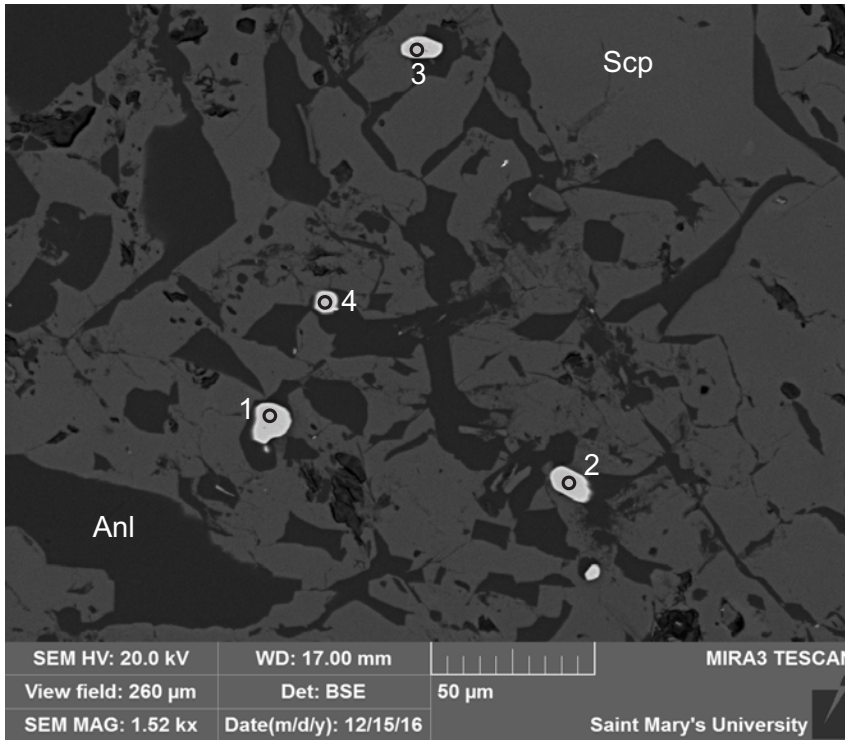 3
Scp
4
1
2
Anl
SEM HV: 20.0 kV
WD: 17.00 mm
MIRA3 TESCAN
View field: 260 µm
Det: BSE
50 µm
SEM MAG: 1.52 kx
Date(m/d/y): 12/15/16
Saint Mary's University